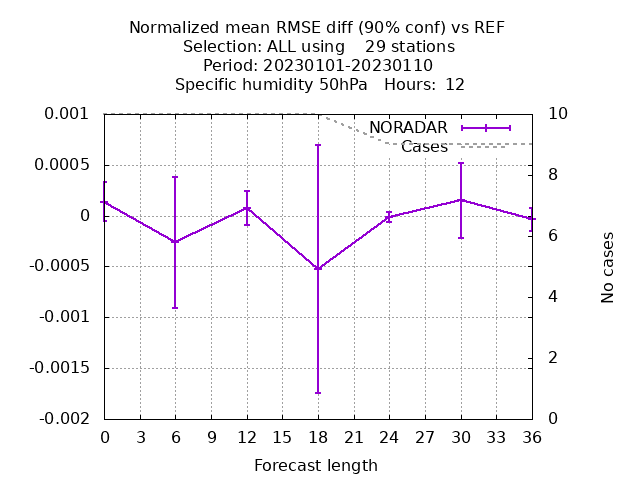 Normalized mean RMSE diff (90% conf) vs REF
Selection: ALL using    29 stations
Period: 20230101-20230110
Specific humidity 50hPa   Hours:  12
0.001
0.0005
0
-0.0005
-0.001
-0.0015
-0.002
10
8
6
4
2
0
No cases
NORADAR
Cases
0 3 6 9 12 15 18 21 24 27 30 33 36
Forecast length